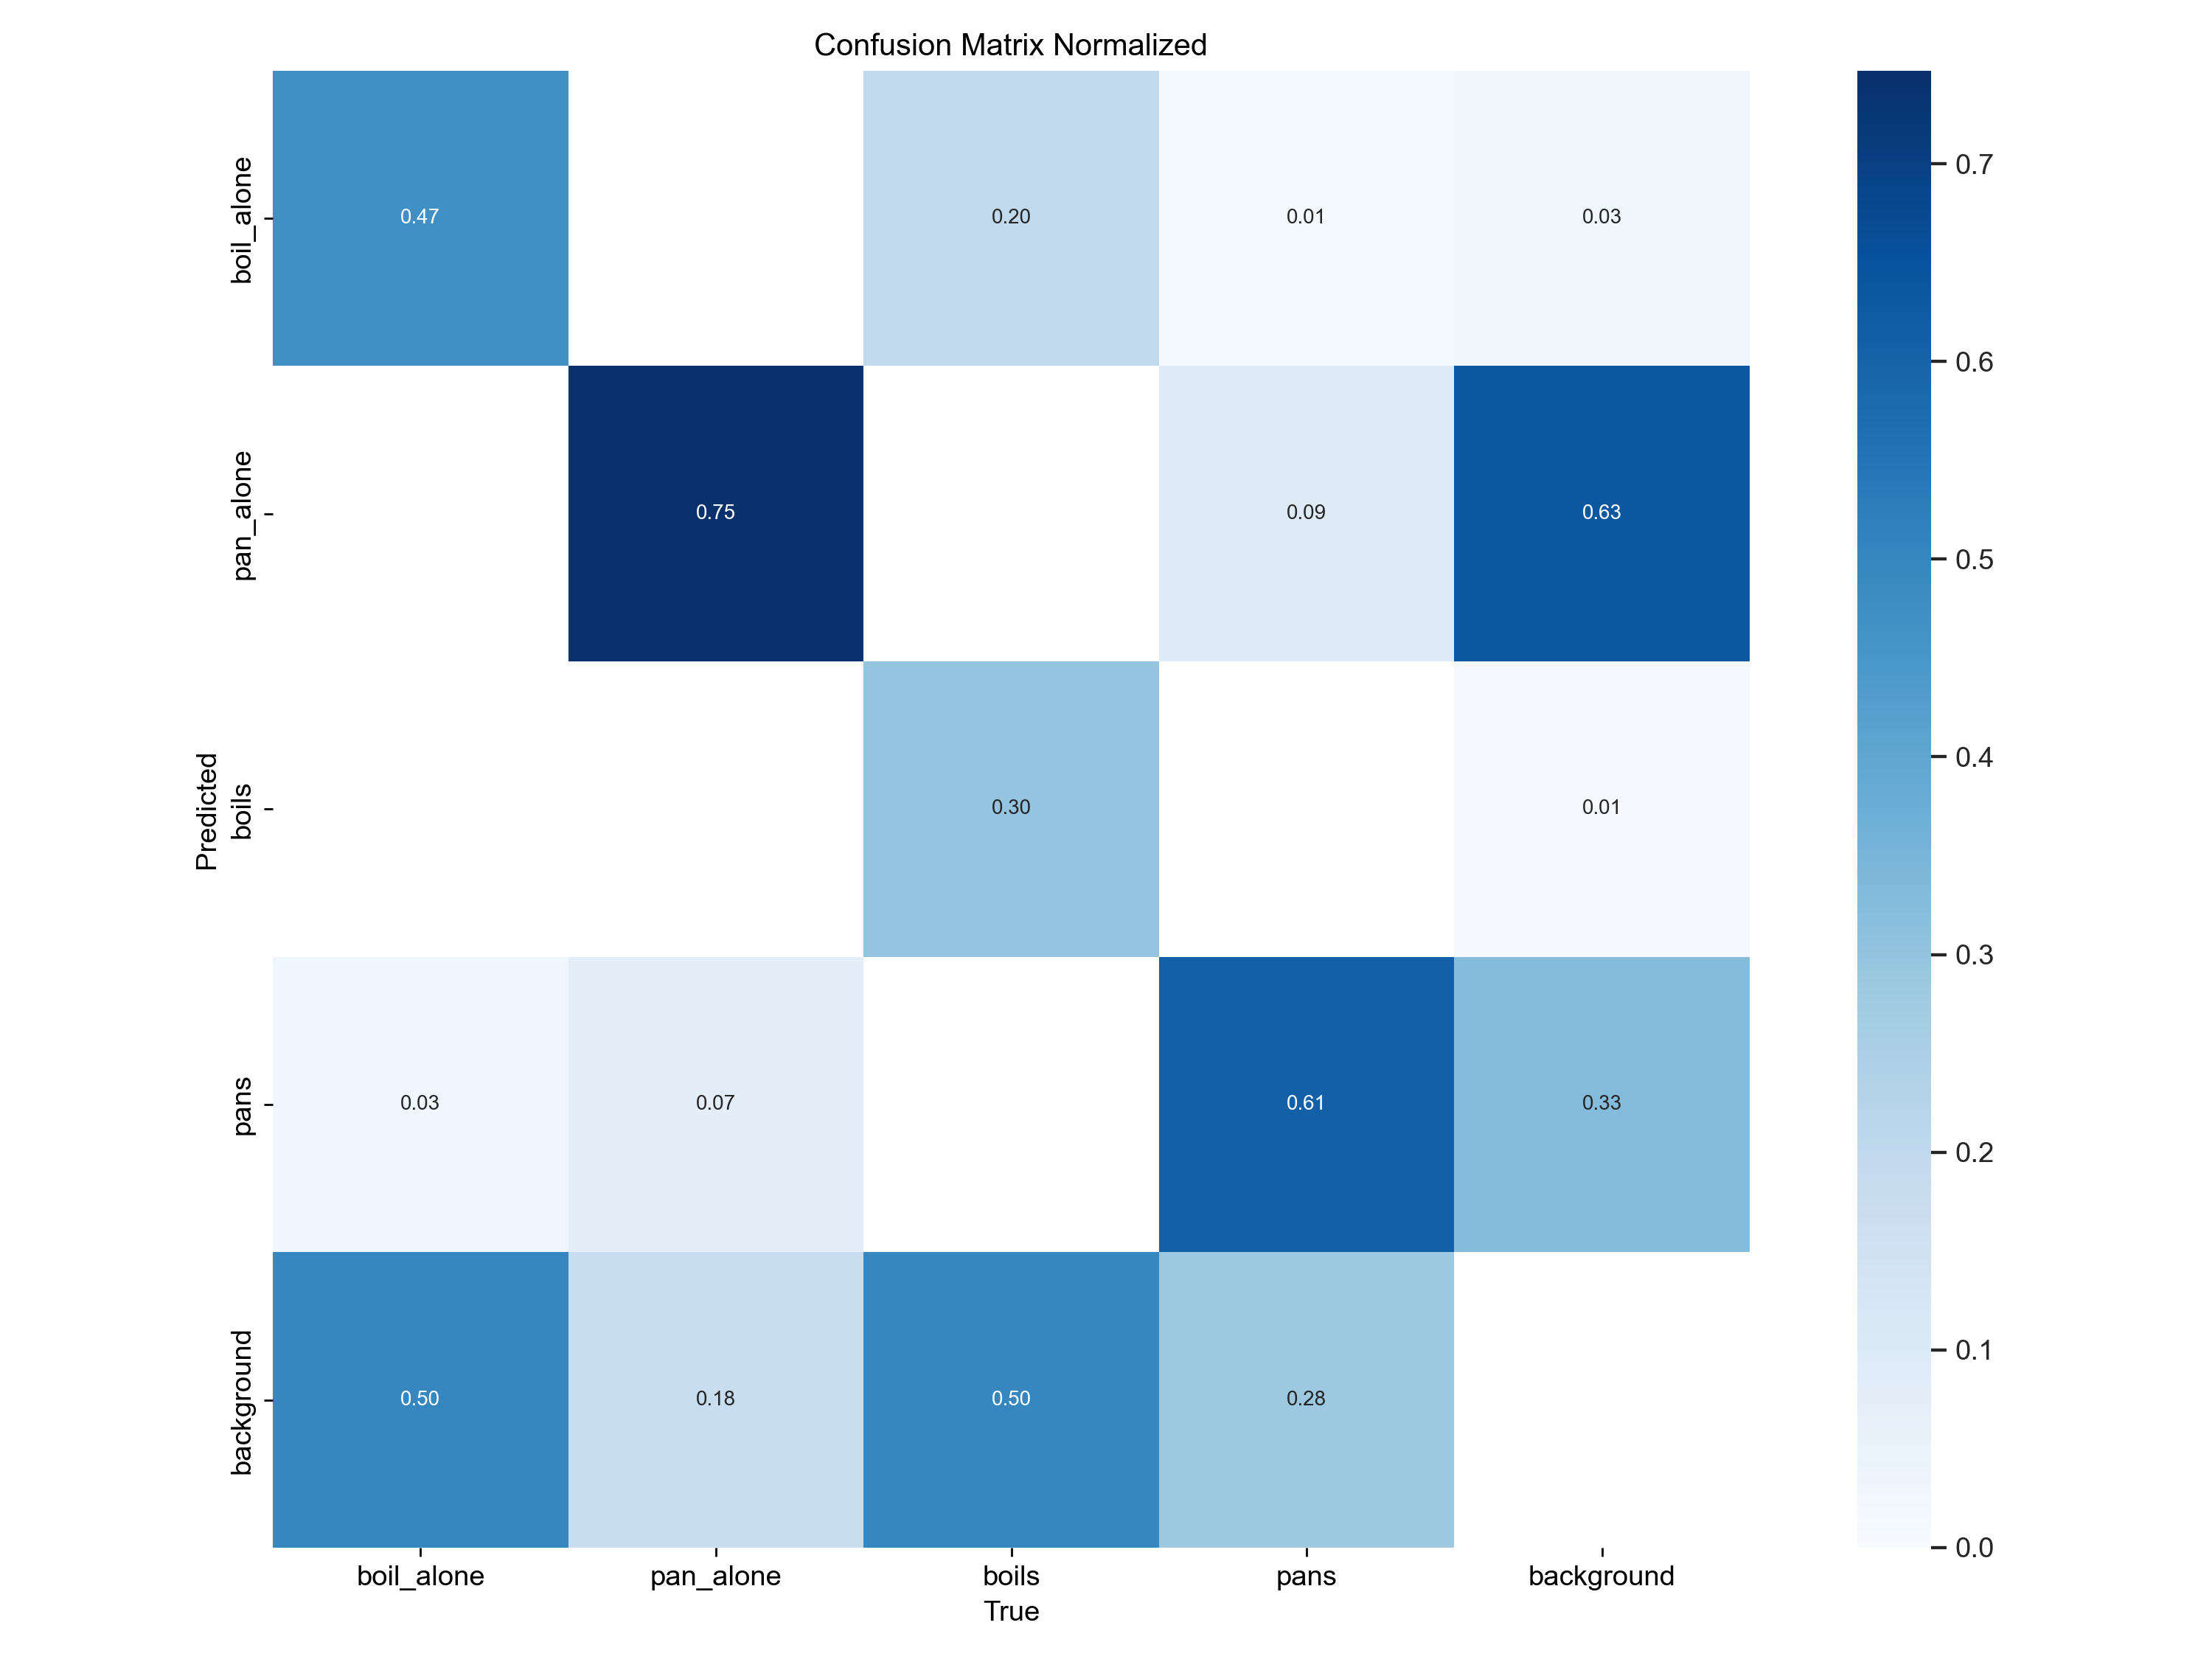 Confusion Matrix Normalized
boil_alone
0.47
0.20
0.01
0.03
pan_alone
0.75
0.09
0.63
Predicted
boils
0.30
0.01
pans
0.03
0.07
0.61
0.33
background
0.50
0.18
0.50
0.28
boil_alone
pan_alone
boils
pans
background
True
0.7
0.6
0.5
0.4
0.3
0.2
0.1
0.0